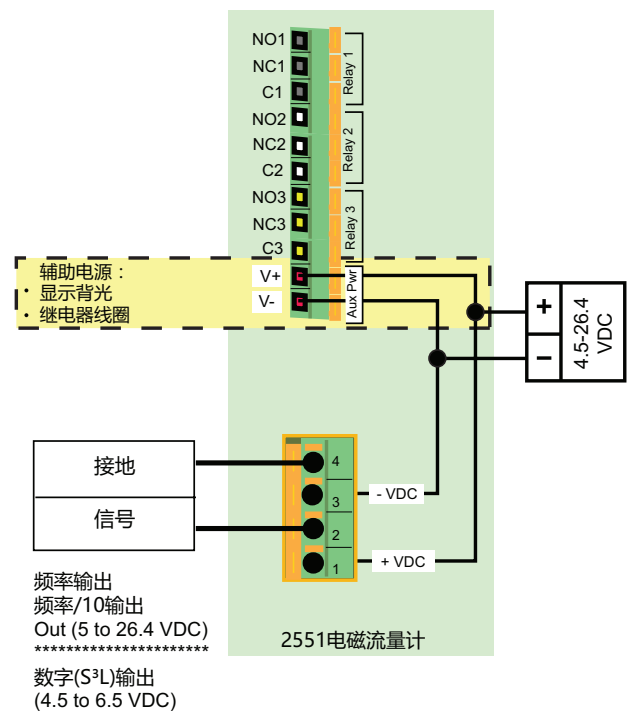 NO1
NC1
C1
Relay 1
NO2
NC2
C2
Relay 2
NO3
NC3
C3
Relay 3
辅助电源：
· 显示背光
· 继电器线圈
V+
V-
Aux Pwr
+
−
4.5-26.4
VDC
接地
信号
4
3
2
1
- VDC
+ VDC
频率输出
频率/10输出
Out (5 to 26.4 VDC)
**********************
数字(S³L)输出
(4.5 to 6.5 VDC)
2551电磁流量计